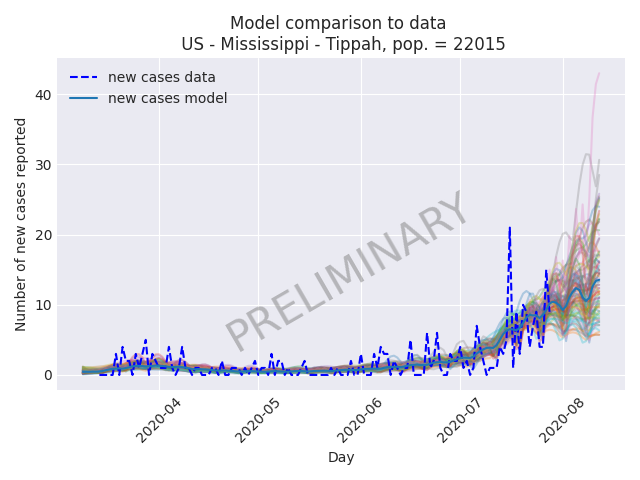 Model comparison to data
US - Mississippi - Tippah, pop. = 22015
new cases data
new cases model
PRELIMINARY
Number of new cases reported
40
30
20
10
0
2020-04
2020-05
2020-06
2020-07
2020-08
Day